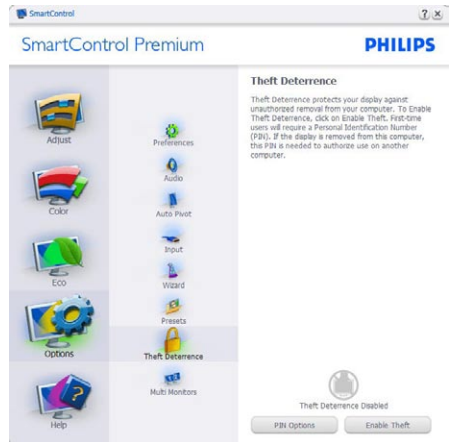 SmartControl
? x
SmartControl Premium
PHILIPS
Adjust
Color
Eco
Options
Help
Preferences
Audio
Auto Pivot
Input
Wizard
Presets
Theft Deterrence
Multi Monitors
Theft Deterrence
Theft Deterrence protects your display against
unauthorized removal from your computer. To Enable
Theft Deterrence, click on Enable Theft. First-time
users will require a Personal Identification Number
(PIN). If the display is removed from this computer,
this PIN is needed to authorize use on another
computer.
Theft Deterrence Disabled
PIN Options
Enable Theft